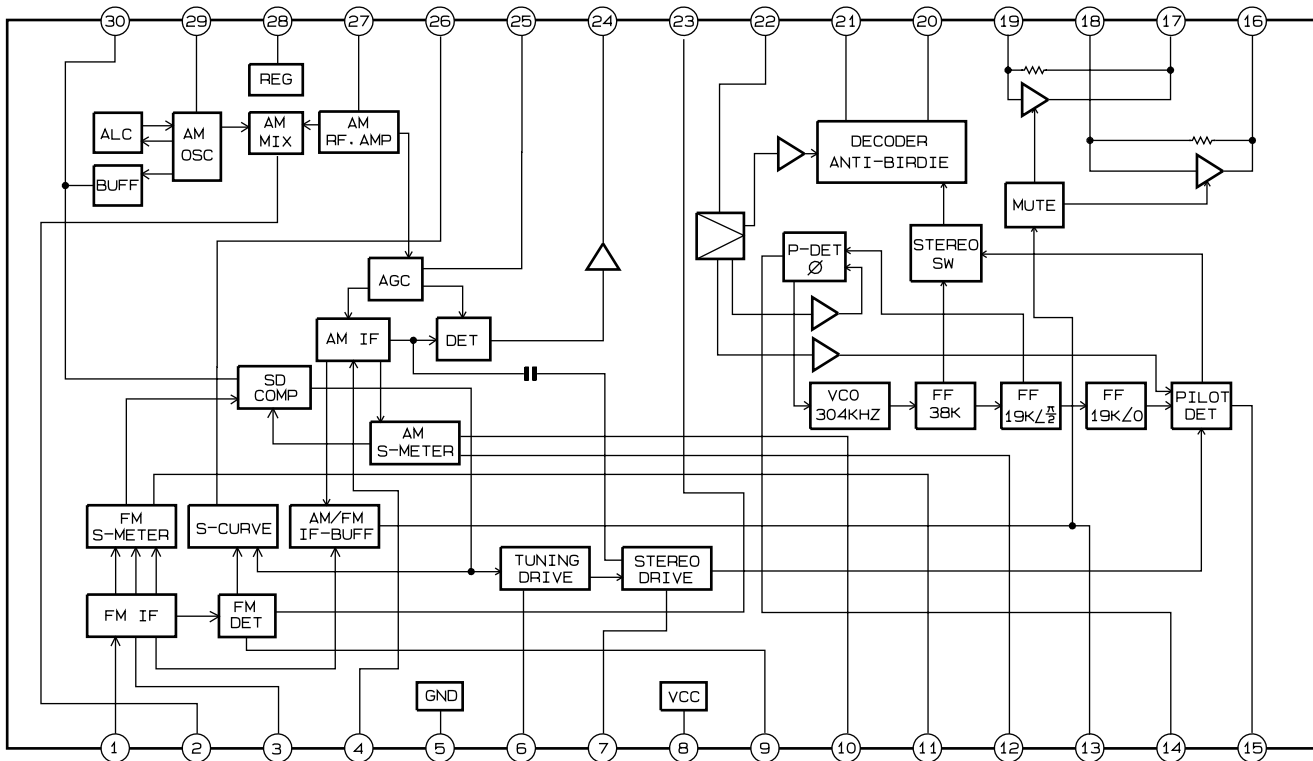 30 29 28 27 26 25 24 23 22 21 20 19 18 17 16
REG
ALC
AM
OSC
AM
MIX
AM
RF.AMP
DECODER
ANTI-BIRDIE
BUFF
MUTE
P-DET
Ø
STEREO
SW
AGC
AM IF
DET
SD
COMP
VCO
304KHZ
FF
38K
FF
19K∠π/2
FF
19K∠0
PILOT
DET
AM
S-METER
FM
S-METER
S-CURVE
AM/FM
IF-BUFF
TUNING
DRIVE
STEREO
DRIVE
FM IF
FM
DET
GND
VCC
1 2 3 4 5 6 7 8 9 10 11 12 13 14 15